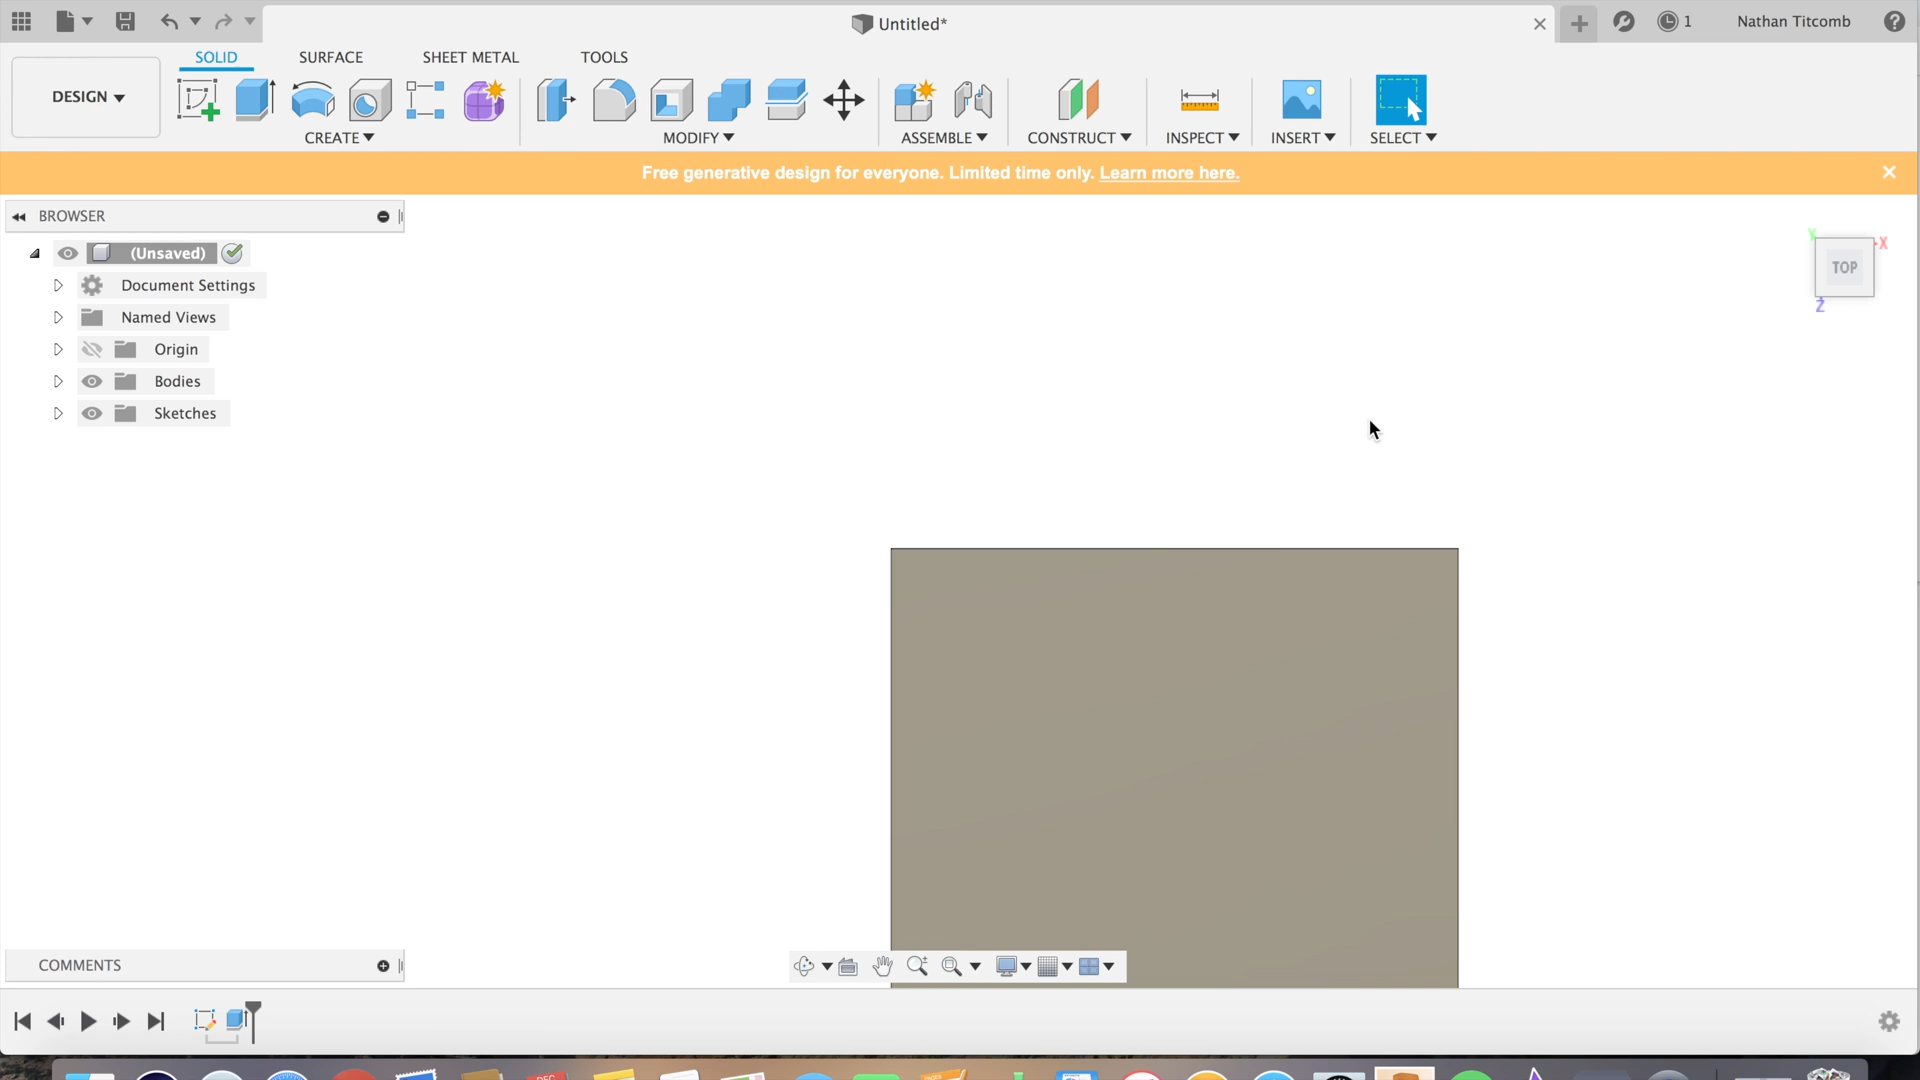 Untitled*
1
Nathan Titcomb
SOLID
SURFACE
SHEET METAL
TOOLS
DESIGN
CREATE
MODIFY
ASSEMBLE
CONSTRUCT
INSPECT
INSERT
SELECT
Free generative design for everyone. Limited time only. Learn more here.
BROWSER
(Unsaved)
Document Settings
Named Views
Origin
Bodies
Sketches
Y
X
TOP
Z
COMMENTS
DEC